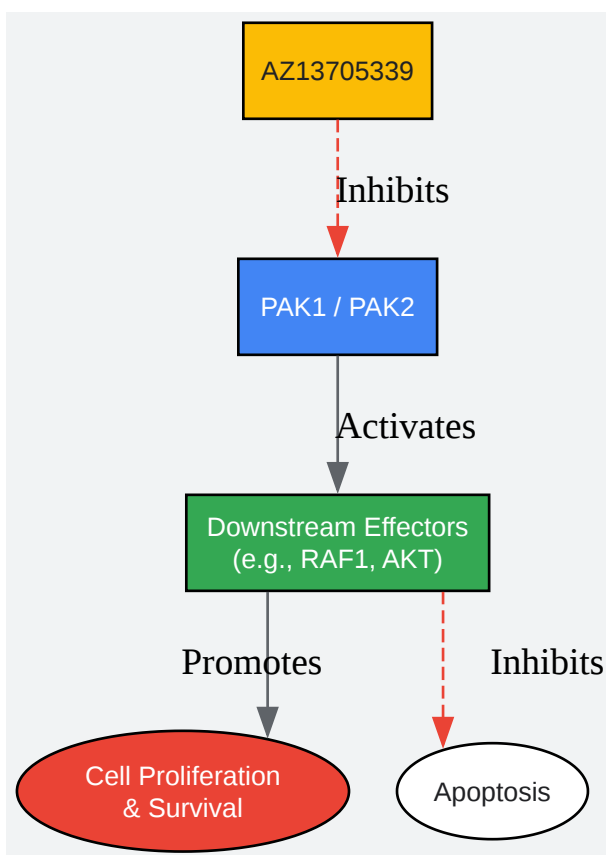 AZ13705339
Inhibits
PAK1 / PAK2
Activates
Downstream Effectors
(e.g., RAF1, AKT)
Promotes
Inhibits
Cell Proliferation
& Survival
Apoptosis